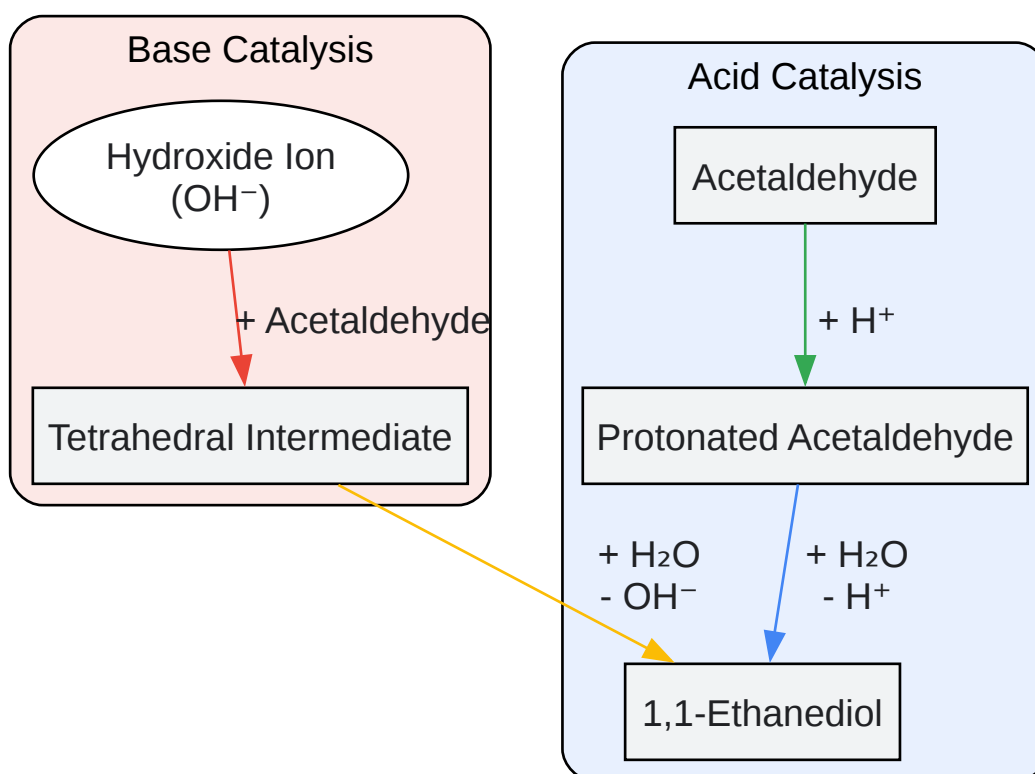 Base Catalysis
Hydroxide Ion
(OH⁻)
+ Acetaldehyde
Tetrahedral Intermediate
Acid Catalysis
Acetaldehyde
+ H⁺
Protonated Acetaldehyde
+ H₂O
- OH⁻
+ H₂O
- H⁺
1,1-Ethanediol